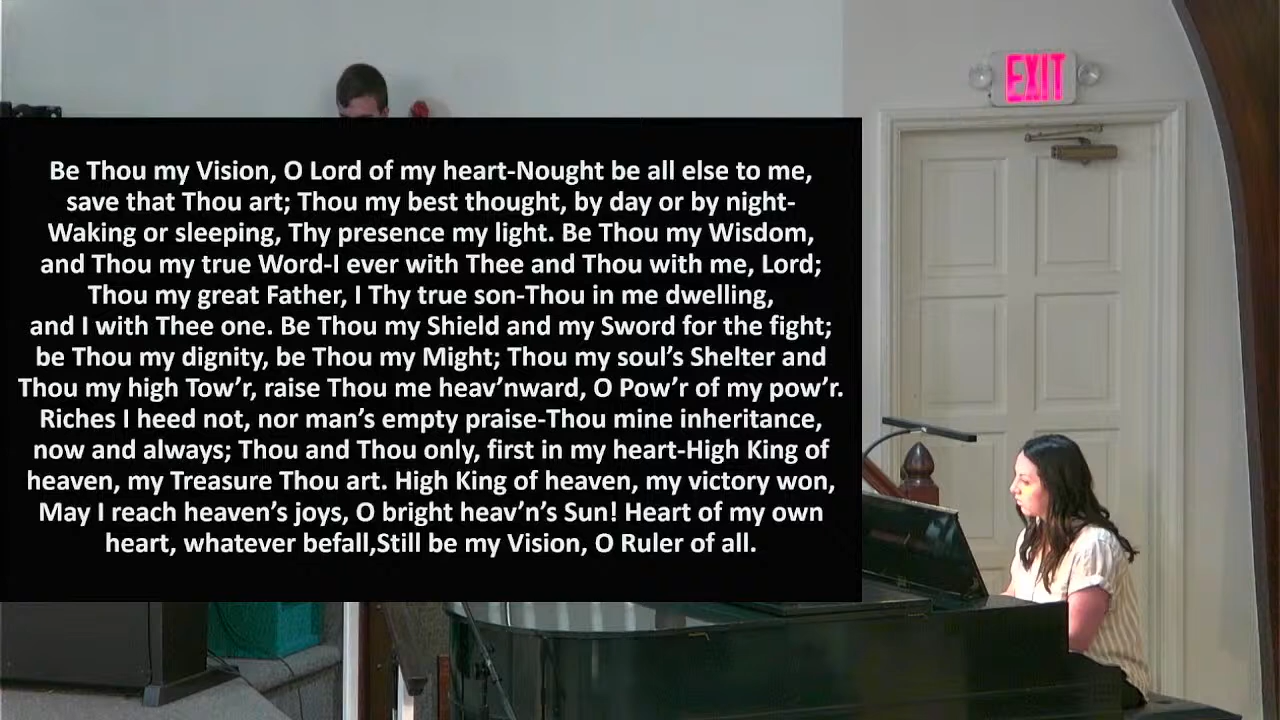 EXIT
Be Thou my Vision, O Lord of my heart-Nought be all else to me,
save that Thou art; Thou my best thought, by day or by night-
Waking or sleeping, Thy presence my light. Be Thou my Wisdom,
and Thou my true Word-I ever with Thee and Thou with me, Lord;
Thou my great Father, I Thy true son-Thou in me dwelling,
and I with Thee one. Be Thou my Shield and my Sword for the fight;
be Thou my dignity, be Thou my Might; Thou my soul’s Shelter and
Thou my high Tow’r, raise Thou me heav’nward, O Pow’r of my pow’r.
Riches I heed not, nor man’s empty praise-Thou mine inheritance,
now and always; Thou and Thou only, first in my heart-High King of
heaven, my Treasure Thou art. High King of heaven, my victory won,
May I reach heaven’s joys, O bright heav’n’s Sun! Heart of my own
heart, whatever befall,Still be my Vision, O Ruler of all.